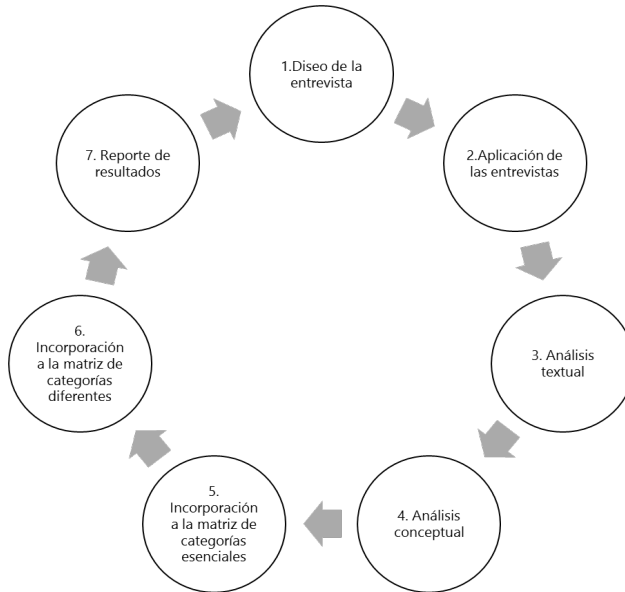 1.Diseo de la
entrevista
2.Aplicación de
las entrevistas
3. Análisis
textual
4. Análisis
conceptual
5.
Incorporación
a la matriz de
categorías
esenciales
6.
Incorporación
a la matriz de
categorías
diferentes
7. Reporte de
resultados